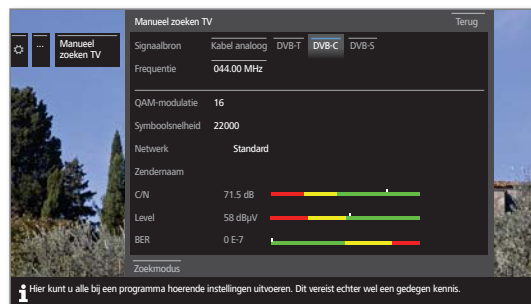 Manueel zoeken TV Terug
... Manueel zoeken TV
Signaalbron Kabel analoog DVB-T DVB-C DVB-S
Frequentie 044.00 MHz
QAM-modulatie 16
Symboolsnelheid 22000
Netwerk Standard
Zendernaam
C/N 71.5 dB
Level 58 dBµV
BER 0 E-7
Zoekmodus
Hier kunt u alle bij een programma hoerende instellingen uitvoeren. Dit vereist echter wel een gedegen kennis.